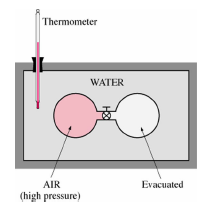 Thermometer
WATER
AIR
(high pressure)
Evacuated